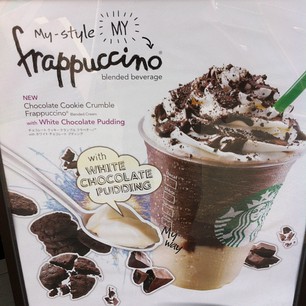 My-style MY
frappuccino®
blended beverage
NEW
Chocolate Cookie Crumble
Frappuccino® Blended Cream
with White Chocolate Pudding
with
WHITE
CHOCOLATE
PUDDING
My
Way